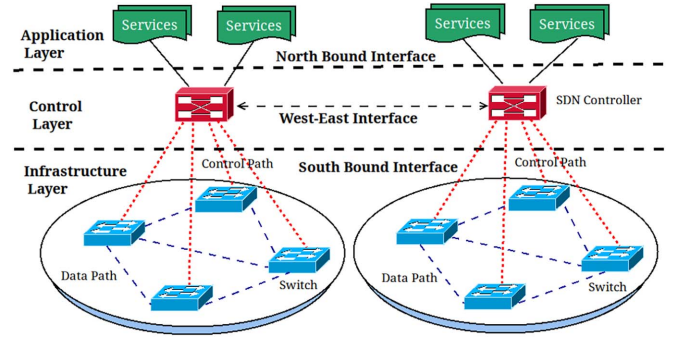 Services
Services
Services
Services
Application
Layer
North Bound Interface
Control
Layer
West-East Interface
SDN Controller
Infrastructure
Layer
Control Path
South Bound Interface
Control Path
Data Path
Switch
Data Path
Switch